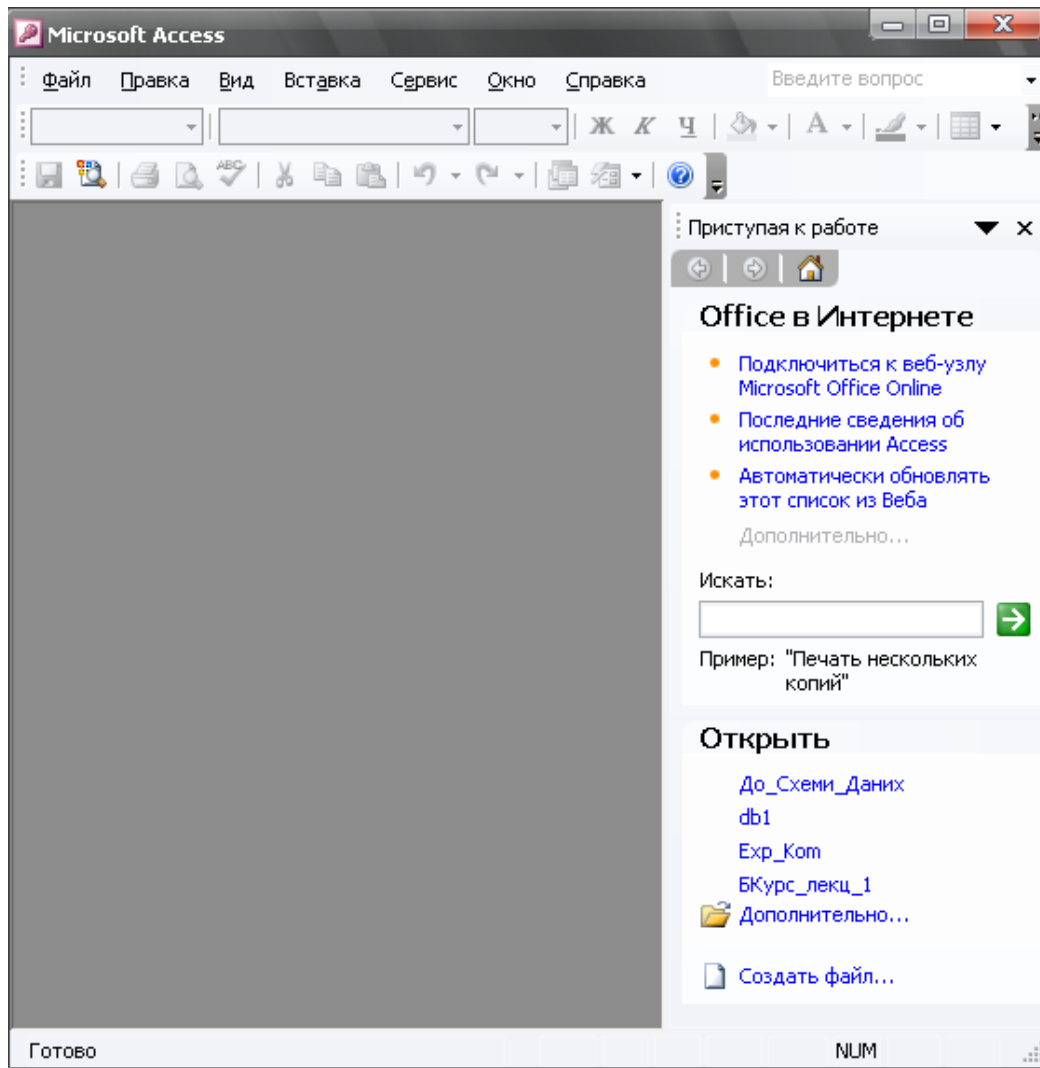 Microsoft Access
Файл Правка Вид Вставка Сервис Окно Справка Введите вопрос
Ж К Ч A
ABC
Приступая к работе
Office в Интернете
Подключиться к веб-узлу
Microsoft Office Online
Последние сведения об
использовании Access
Автоматически обновлять
этот список из Веба
Дополнительно...
Искать:
Пример: "Печать нескольких
копий"
Открыть
До_Схеми_Даних
db1
Exp_Kom
БКурс_лекц_1
Дополнительно...
Создать файл...
Готово NUM